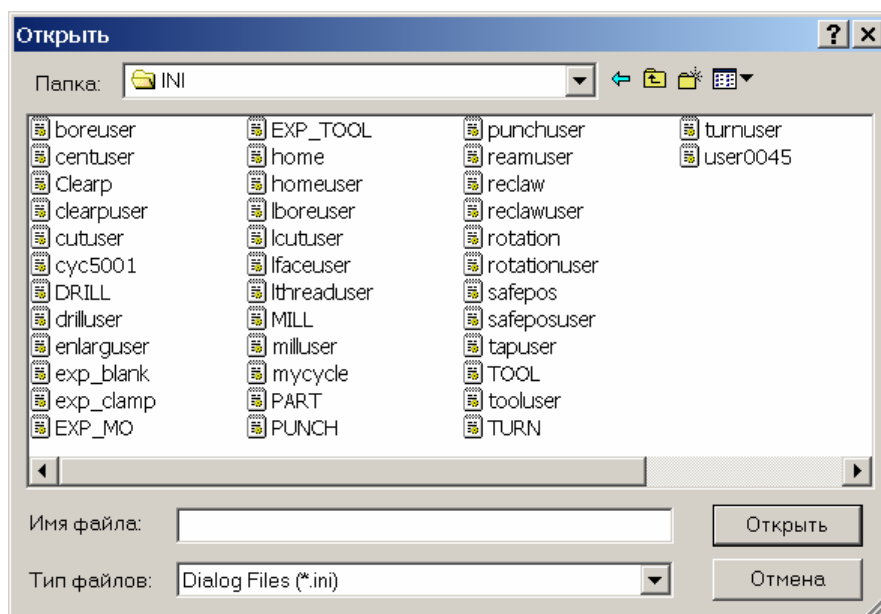 Открыть
Папка: INI
boreuser EXP_TOOL punchuser turnuser
centuser home reamuser user0045
Clearp homeuser reclaw
clearpuser lboreuser reclawuser
cutuser lcutuser rotation
cyc5001 lfaceuser rotationuser
DRILL lthreaduser safepos
drilluser MILL safeposuser
enlarguser milluser tapuser
exp_blank mycycle TOOL
exp_clamp PART tooluser
EXP_MO PUNCH TURN
Имя файла: Открыть
Тип файлов: Dialog Files (*.ini) Отмена